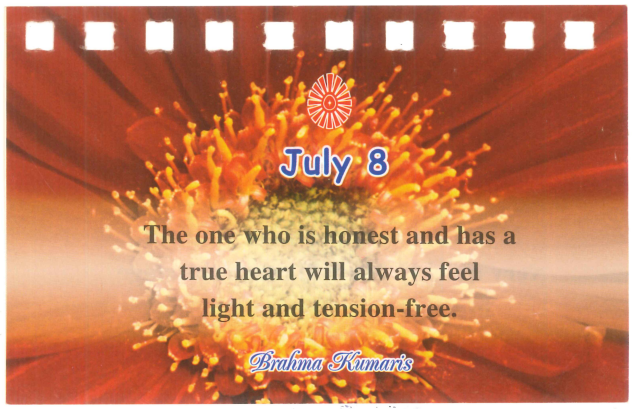 July 8
The one who is honest and has a
true heart will always feel
light and tension-free.
Brahma Kumaris